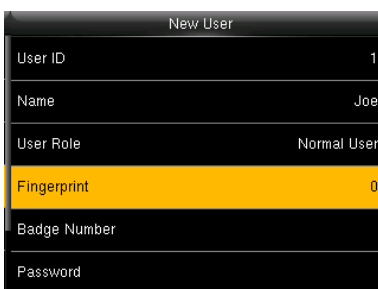 New User
User ID 1
Name Joe
User Role Normal User
Fingerprint 0
Badge Number
Password